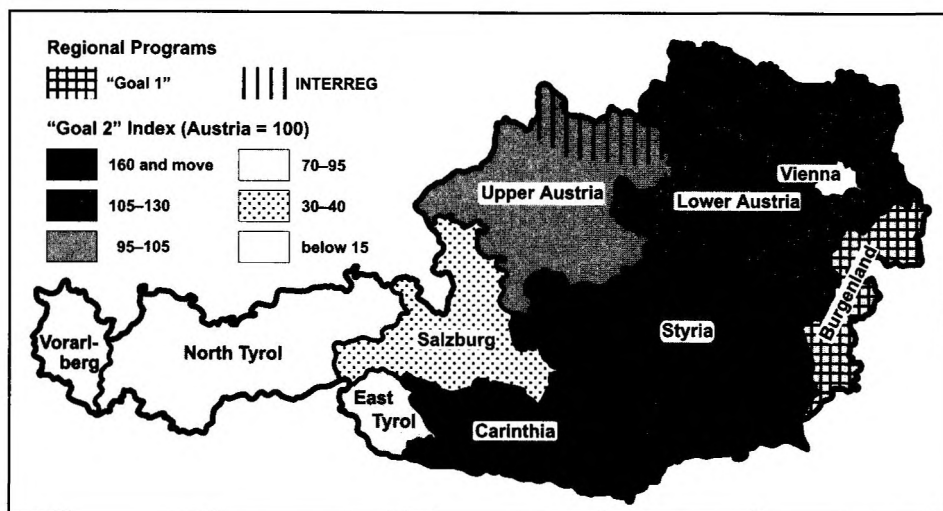 Regional Programs
"Goal 1"
INTERREG
"Goal 2" Index (Austria = 100)
160 and move
70–95
105–130
30–40
95–105
below 15
Upper Austria
Vienna
Lower Austria
Burgenland
Styria
Salzburg
Vorarl-
berg
North Tyrol
East
Tyrol
Carinthia